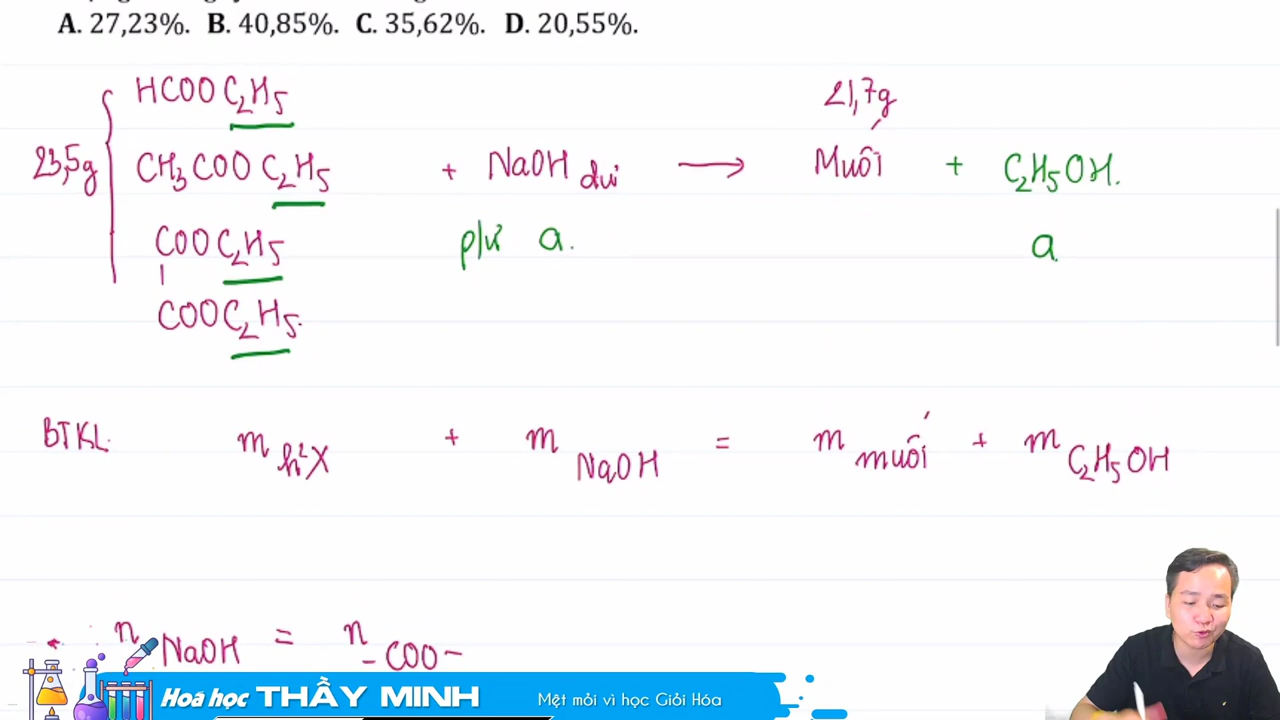 A. 27,23%. B. 40,85%. C. 35,62%. D. 20,55%.
HCOOC2H5
21,7g
23,5g
CH3COOC2H5 + NaOH dư → Muối + C2H5OH.
COOC2H5
p/ư a.
a
COOC2H5.
BTKL. m h²X + m NaOH = m muối + m C2H5OH
n NaOH = n -COO-
Hoá học THẦY MINH
Mệt mỏi vì học Giỏi Hóa